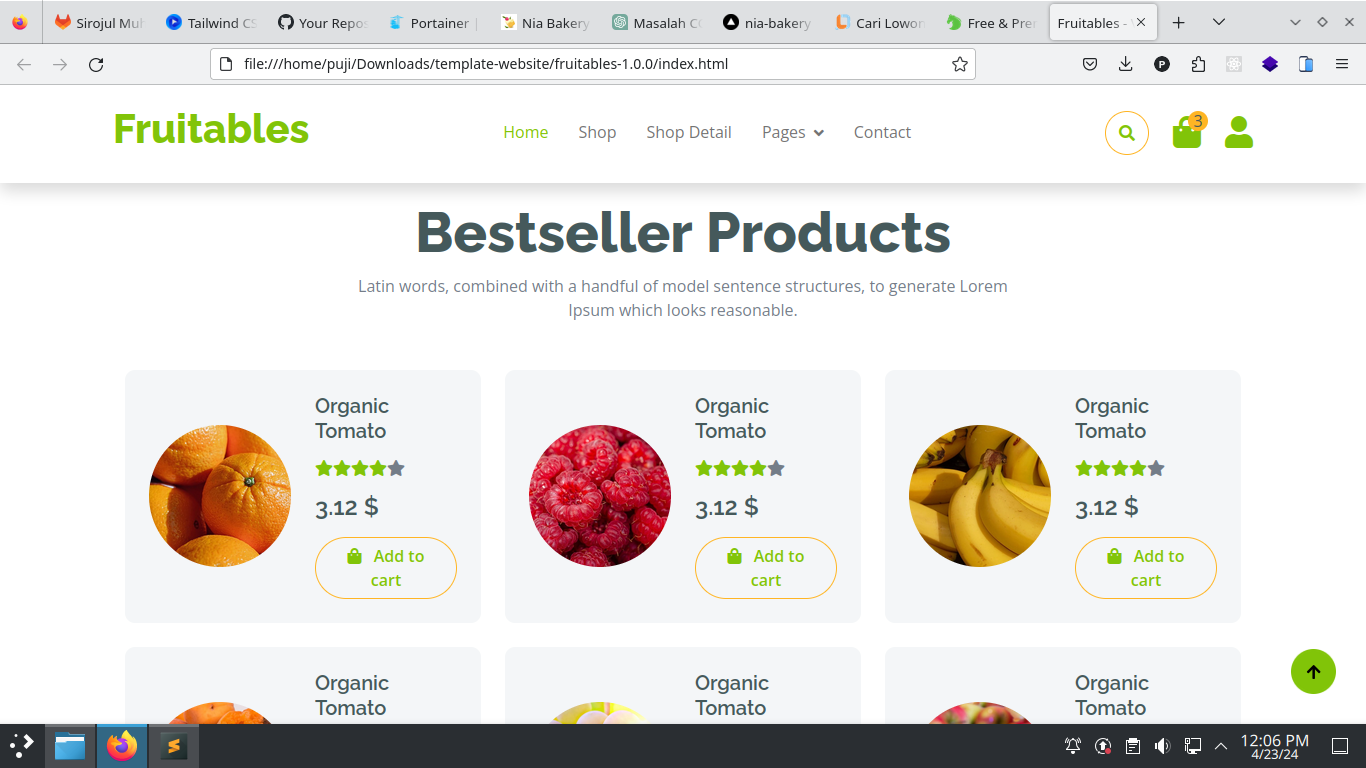 Sirojul Muh
Tailwind CS
Your Repos
Portainer |
Nia Bakery
Masalah CO
nia-bakery
Cari Lowon
Free & Prer
Fruitables -
file:///home/puji/Downloads/template-website/fruitables-1.0.0/index.html
P
Fruitables
Home
Shop
Shop Detail
Pages
Contact
3
Bestseller Products
Latin words, combined with a handful of model sentence structures, to generate Lorem
Ipsum which looks reasonable.
Organic
Tomato
3.12 $
Add to
cart
Organic
Tomato
3.12 $
Add to
cart
Organic
Tomato
3.12 $
Add to
cart
Organic
Tomato
Organic
Tomato
Organic
Tomato
12:06 PM
4/23/24